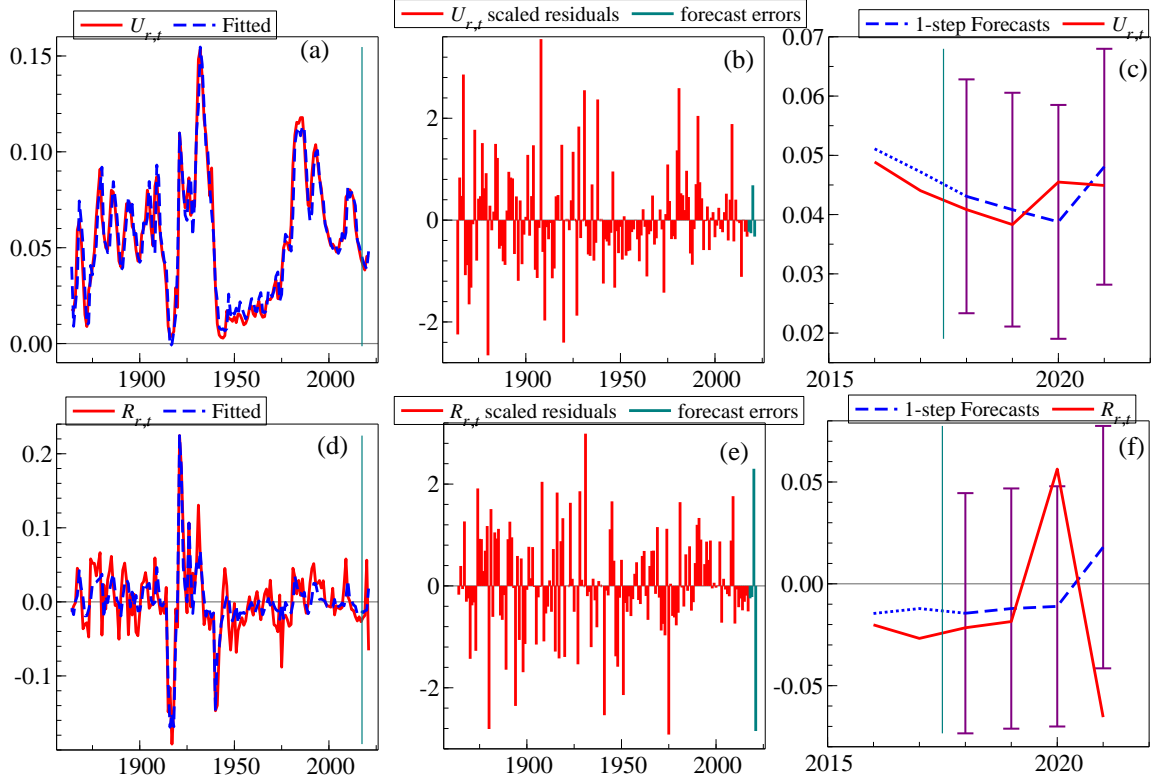 U_{r,t} Fitted
(a)
0.15
0.10
0.05
0.00
1900 1950 2000
U_{r,t} scaled residuals forecast errors
(b)
2
0
-2
1900 1950 2000
1-step Forecasts U_{r,t}
(c)
0.07
0.06
0.05
0.04
0.03
0.02
2015 2020
R_{r,t} Fitted
(d)
0.2
0.1
0.0
-0.1
1900 1950 2000
R_{r,t} scaled residuals forecast errors
(e)
2
0
-2
1900 1950 2000
1-step Forecasts R_{r,t}
(f)
0.05
0.00
-0.05
2015 2020